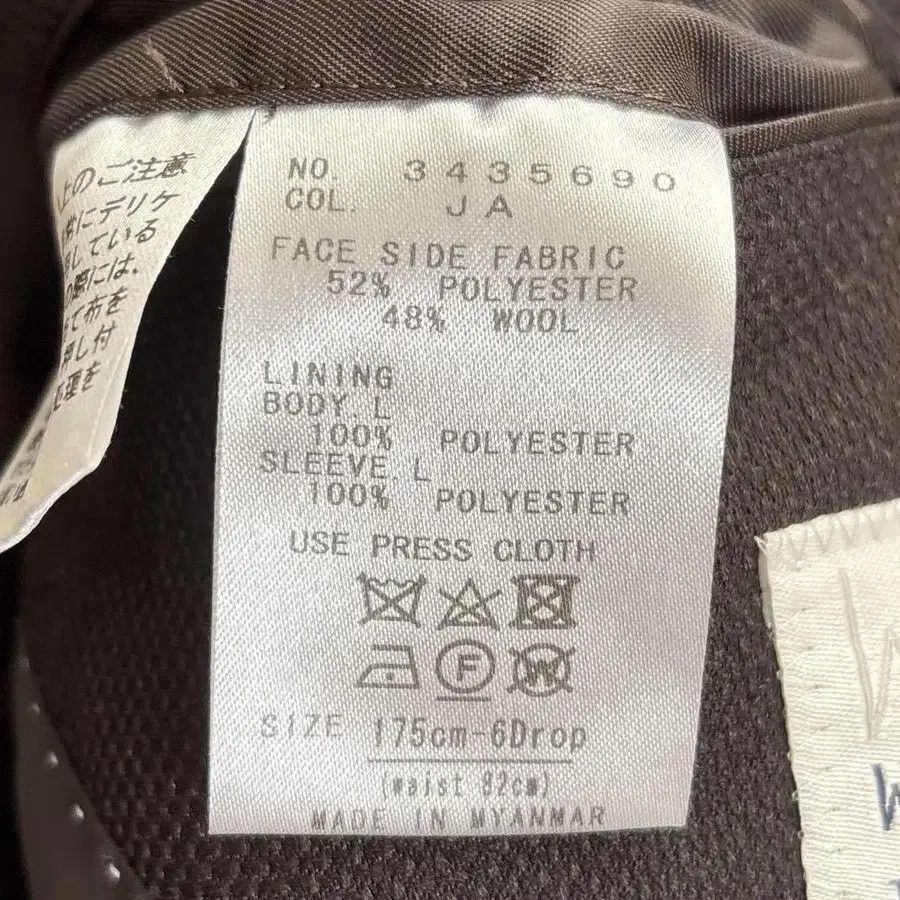 上のご注意
常にデリケ
している
際には、
て布を
押し付
処理を
NO. 3435690
COL. JA
FACE SIDE FABRIC
52% POLYESTER
48% WOOL
LINING
BODY.L
100% POLYESTER
SLEEVE.L
100% POLYESTER
USE PRESS CLOTH
F W
SIZE 175cm-6Drop
(waist 82cm)
MADE IN MYANMAR